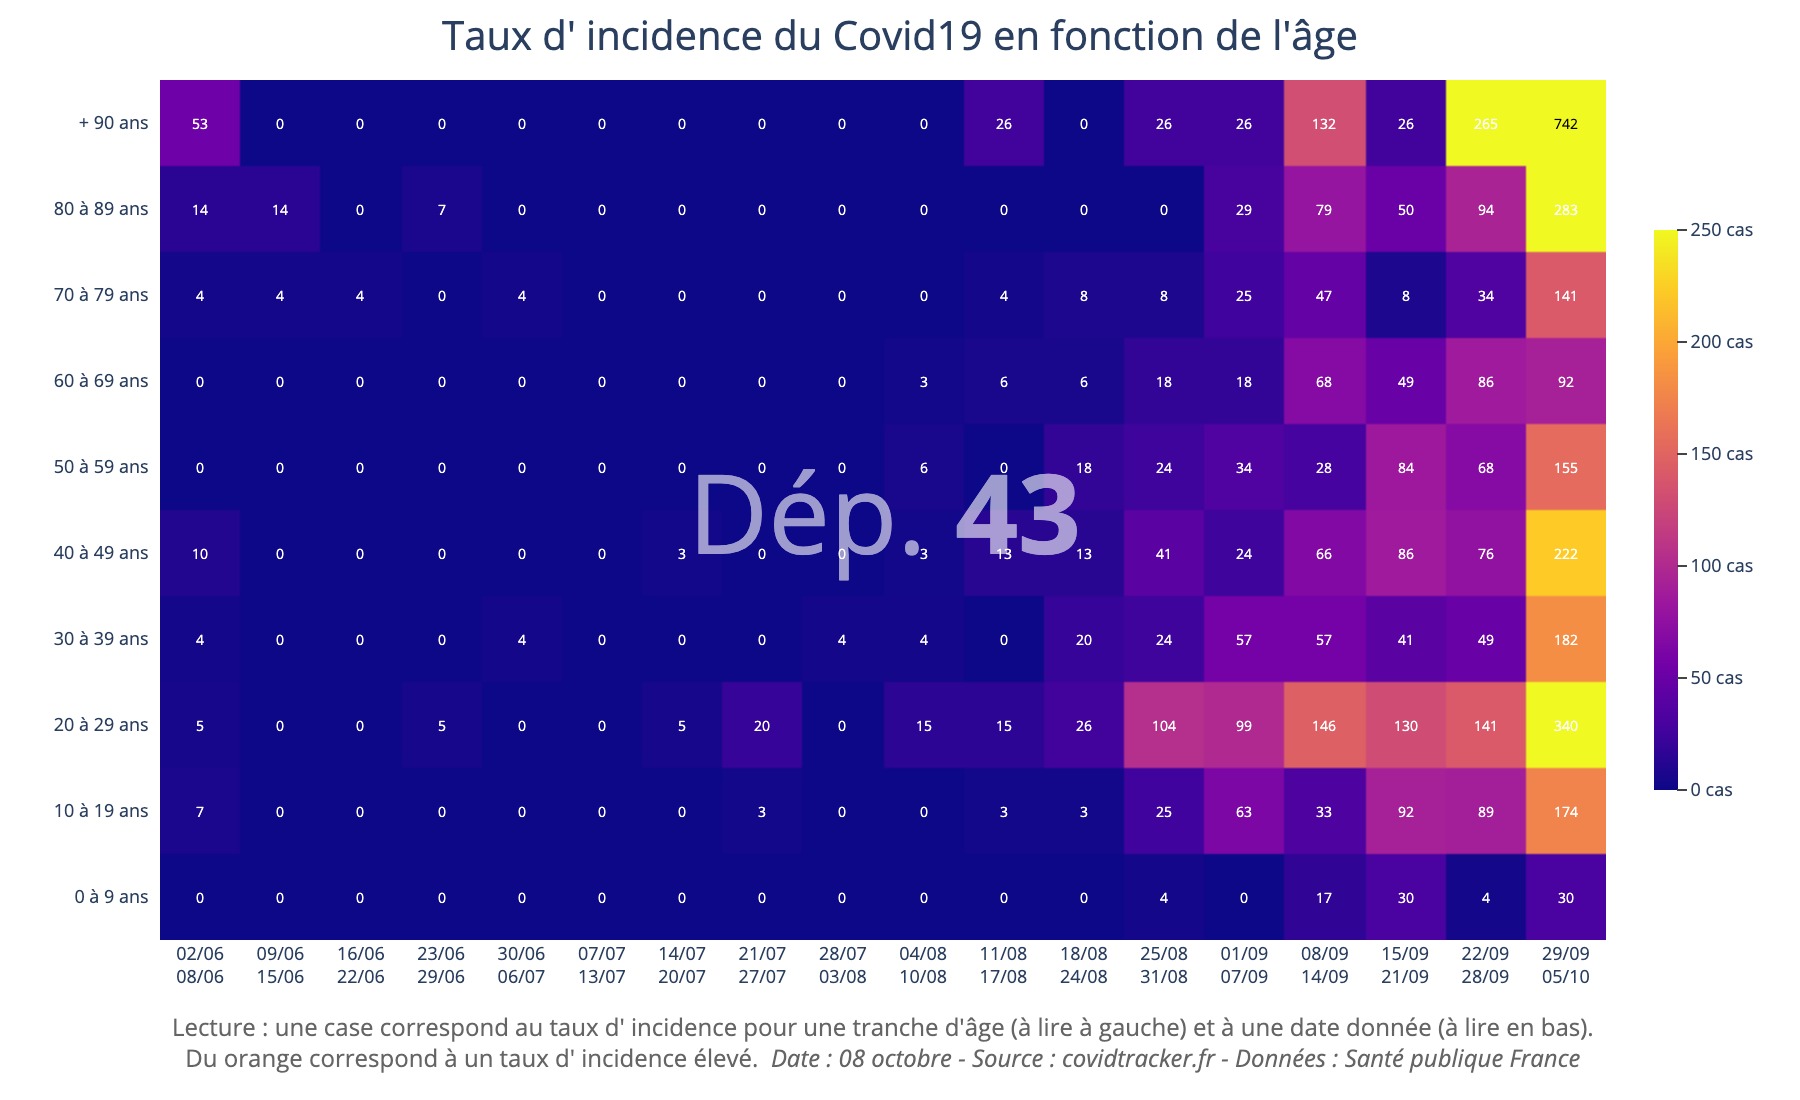 Taux d' incidence du Covid19 en fonction de l'âge
+ 90 ans 53 0 0 0 0 0 0 0 0 0 26 0 26 26 132 26 265 742
80 à 89 ans 14 14 0 7 0 0 0 0 0 0 0 0 0 29 79 50 94 283
250 cas
70 à 79 ans 4 4 4 0 4 0 0 0 0 0 4 8 8 25 47 8 34 141
200 cas
60 à 69 ans 0 0 0 0 0 0 0 0 0 3 6 6 18 18 68 49 86 92
150 cas
50 à 59 ans 0 0 0 0 0 0 0 0 0 6 0 18 24 34 28 84 68 155
Dép. 43
40 à 49 ans 10 0 0 0 0 0 3 0 0 3 13 13 41 24 66 86 76 222
100 cas
30 à 39 ans 4 0 0 0 4 0 0 0 4 4 0 20 24 57 57 41 49 182
50 cas
20 à 29 ans 5 0 0 5 0 0 5 20 0 15 15 26 104 99 146 130 141 340
0 cas
10 à 19 ans 7 0 0 0 0 0 0 3 0 0 3 3 25 63 33 92 89 174
0 à 9 ans 0 0 0 0 0 0 0 0 0 0 0 0 4 0 17 30 4 30
02/06 09/06 16/06 23/06 30/06 07/07 14/07 21/07 28/07 04/08 11/08 18/08 25/08 01/09 08/09 15/09 22/09 29/09
08/06 15/06 22/06 29/06 06/07 13/07 20/07 27/07 03/08 10/08 17/08 24/08 31/08 07/09 14/09 21/09 28/09 05/10
Lecture : une case correspond au taux d' incidence pour une tranche d'âge (à lire à gauche) et à une date donnée (à lire en bas).
Du orange correspond à un taux d' incidence élevé. Date : 08 octobre - Source : covidtracker.fr - Données : Santé publique France